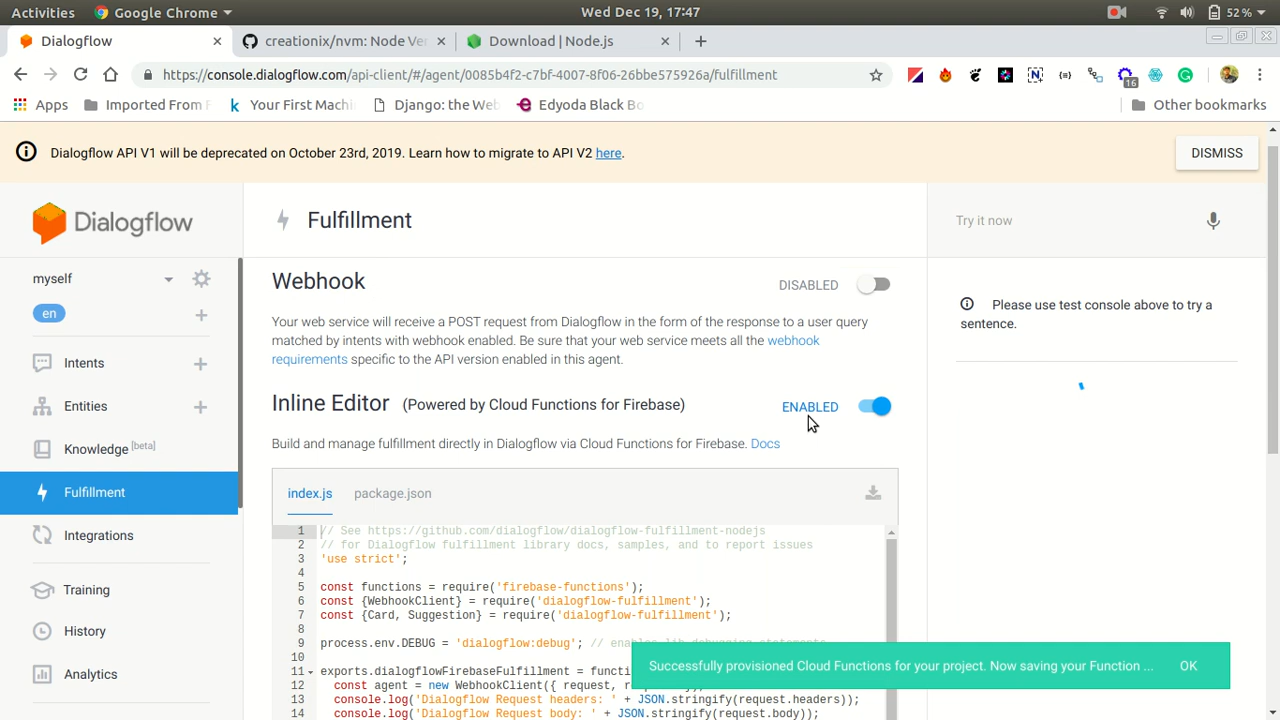 Activities
Google Chrome
Wed Dec 19, 17:47
52 %
Dialogflow
creationix/nvm: Node Ver
Download | Node.js
https://console.dialogflow.com/api-client/#/agent/0085b4f2-c7bf-4007-8f06-26bbe575926a/fulfillment
16
Apps
Imported From F
Your First Machi
Django: the Web
Edyoda Black Bo
Other bookmarks
Dialogflow API V1 will be deprecated on October 23rd, 2019. Learn how to migrate to API V2 here.
DISMISS
Dialogflow
Fulfillment
Try it now
myself
en
Intents
Entities
Knowledge [beta]
Fulfillment
Integrations
Training
History
Analytics
Webhook
DISABLED
Your web service will receive a POST request from Dialogflow in the form of the response to a user query
matched by intents with webhook enabled. Be sure that your web service meets all the webhook
requirements specific to the API version enabled in this agent.
Inline Editor (Powered by Cloud Functions for Firebase)
ENABLED
Build and manage fulfillment directly in Dialogflow via Cloud Functions for Firebase. Docs
index.js
package.json
1 // See https://github.com/dialogflow/dialogflow-fulfillment-nodejs
2 // for Dialogflow fulfillment library docs, samples, and to report issues
3 'use strict';
4
5 const functions = require('firebase-functions');
6 const {WebhookClient} = require('dialogflow-fulfillment');
7 const {Card, Suggestion} = require('dialogflow-fulfillment');
8
9 process.env.DEBUG = 'dialogflow:debug'; // enables lib debugging statements
10
11 exports.dialogflowFirebaseFulfillment = functi
12 const agent = new WebhookClient({ request, r
13 console.log('Dialogflow Request headers: ' + JSON.stringify(request.headers));
14 console.log('Dialogflow Request body: ' + JSON.stringify(request.body));
Please use test console above to try a
sentence.
Successfully provisioned Cloud Functions for your project. Now saving your Function ...
OK